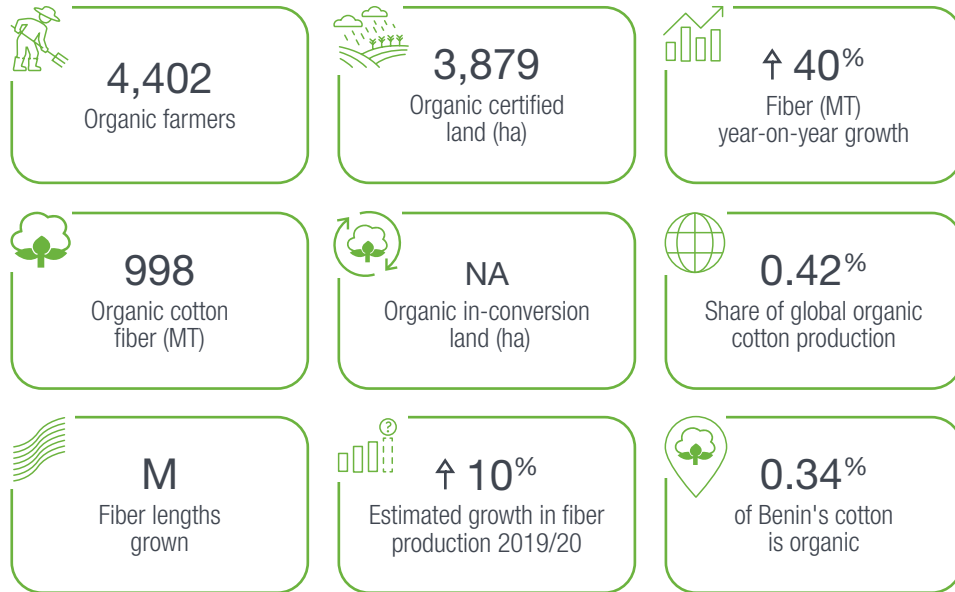 4,402
Organic farmers
3,879
Organic certified
land (ha)
↑ 40%
Fiber (MT)
year-on-year growth
998
Organic cotton
fiber (MT)
NA
Organic in-conversion
land (ha)
0.42%
Share of global organic
cotton production
M
Fiber lengths
grown
?
↑ 10%
Estimated growth in fiber
production 2019/20
0.34%
of Benin's cotton
is organic